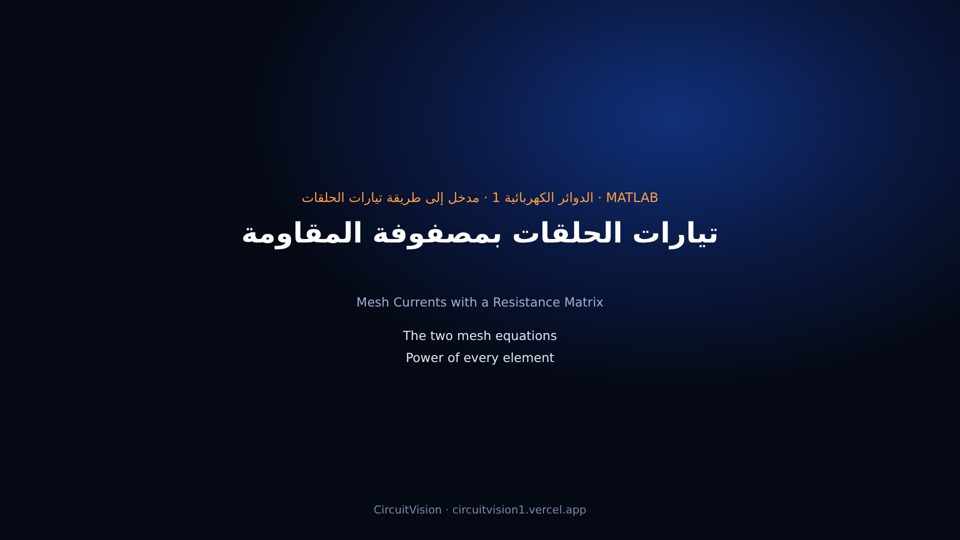 MATLAB · الدوائر الكهربائية 1 · مدخل إلى طريقة تيارات الحلقات
تيارات الحلقات بمصفوفة المقاومة
Mesh Currents with a Resistance Matrix
The two mesh equations
Power of every element
CircuitVision · circuitvision1.vercel.app